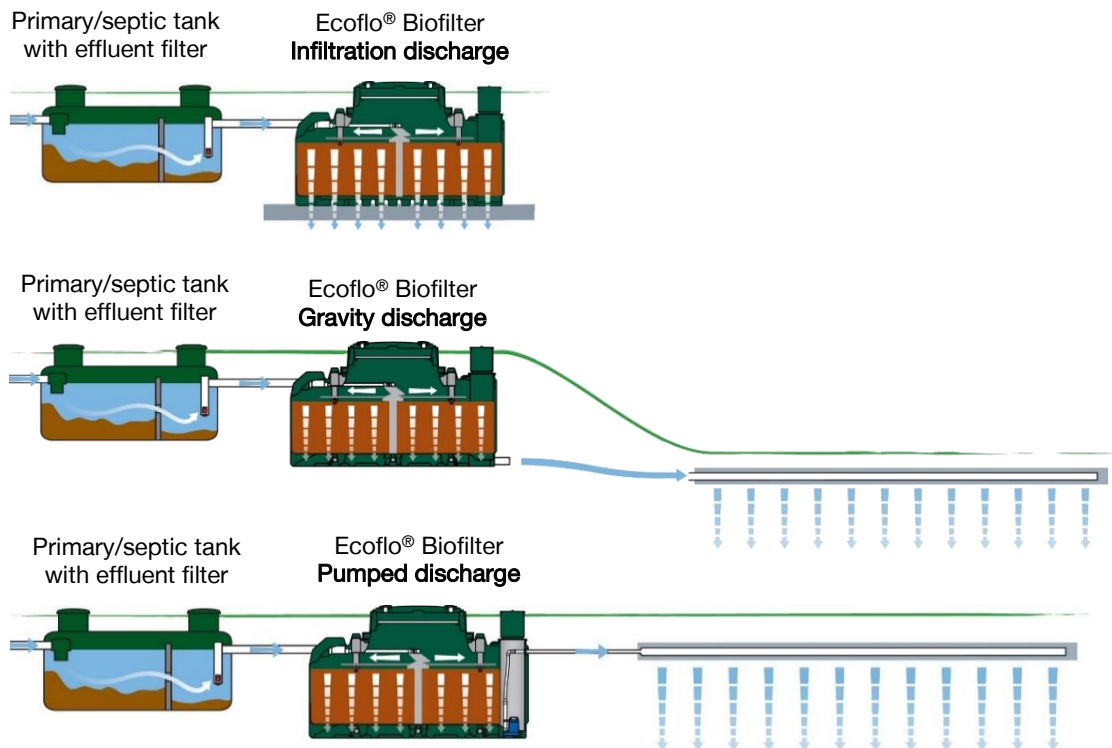 Primary/septic tank
with effluent filter
Ecoflo® Biofilter
Infiltration discharge
Primary/septic tank
with effluent filter
Ecoflo® Biofilter
Gravity discharge
Primary/septic tank
with effluent filter
Ecoflo® Biofilter
Pumped discharge